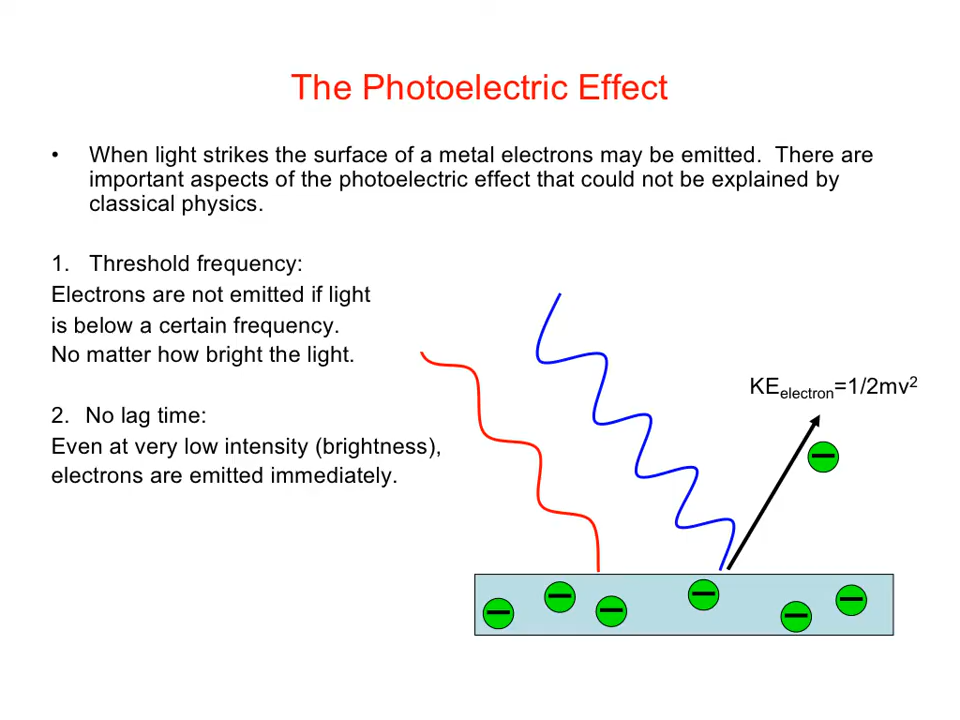 The Photoelectric Effect
• When light strikes the surface of a metal electrons may be emitted. There are
important aspects of the photoelectric effect that could not be explained by
classical physics.
1. Threshold frequency:
Electrons are not emitted if light
is below a certain frequency.
No matter how bright the light.
KEelectron=1/2mv²
2. No lag time:
Even at very low intensity (brightness),
electrons are emitted immediately.